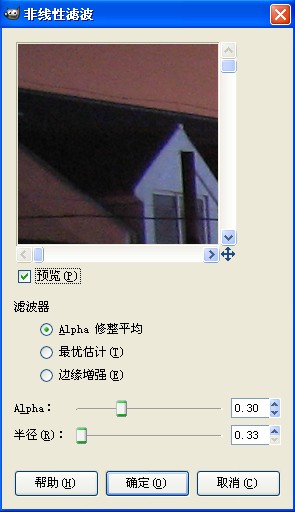 非线性滤波
预览(P)
滤波器
Alpha 修整平均
最优估计(T)
边缘增强(E)
Alpha: 0.30
半径(R): 0.33
帮助(H) 确定(O) 取消(C)